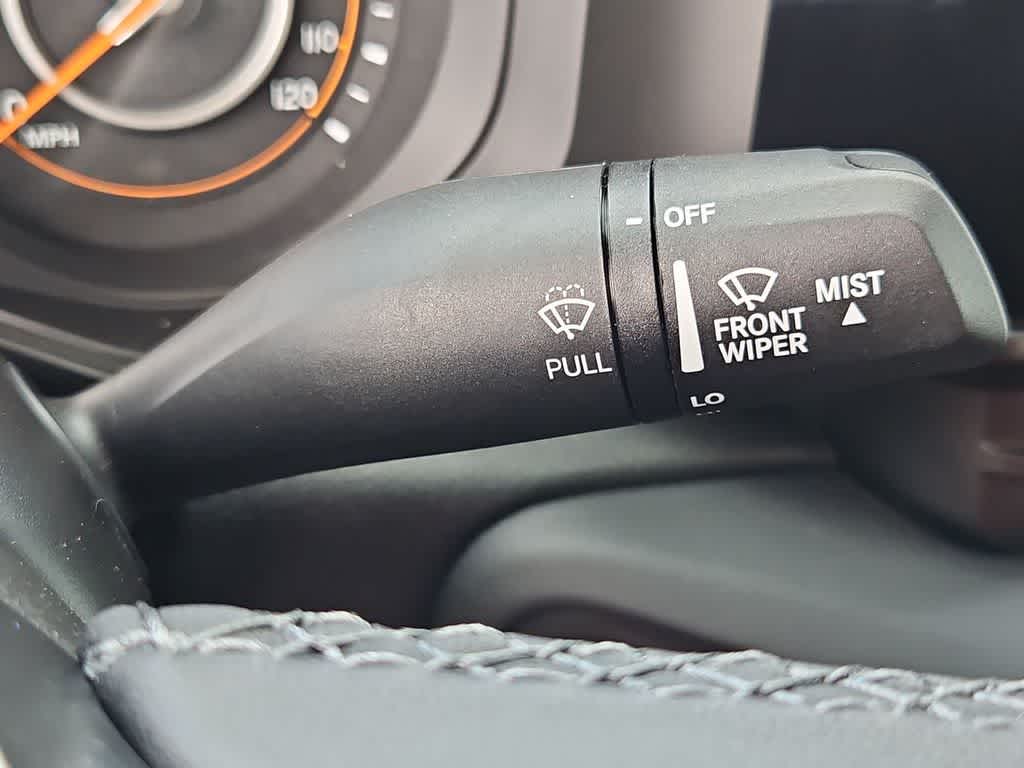 110
120
MPH
OFF
MIST
FRONT
WIPER
PULL
LO